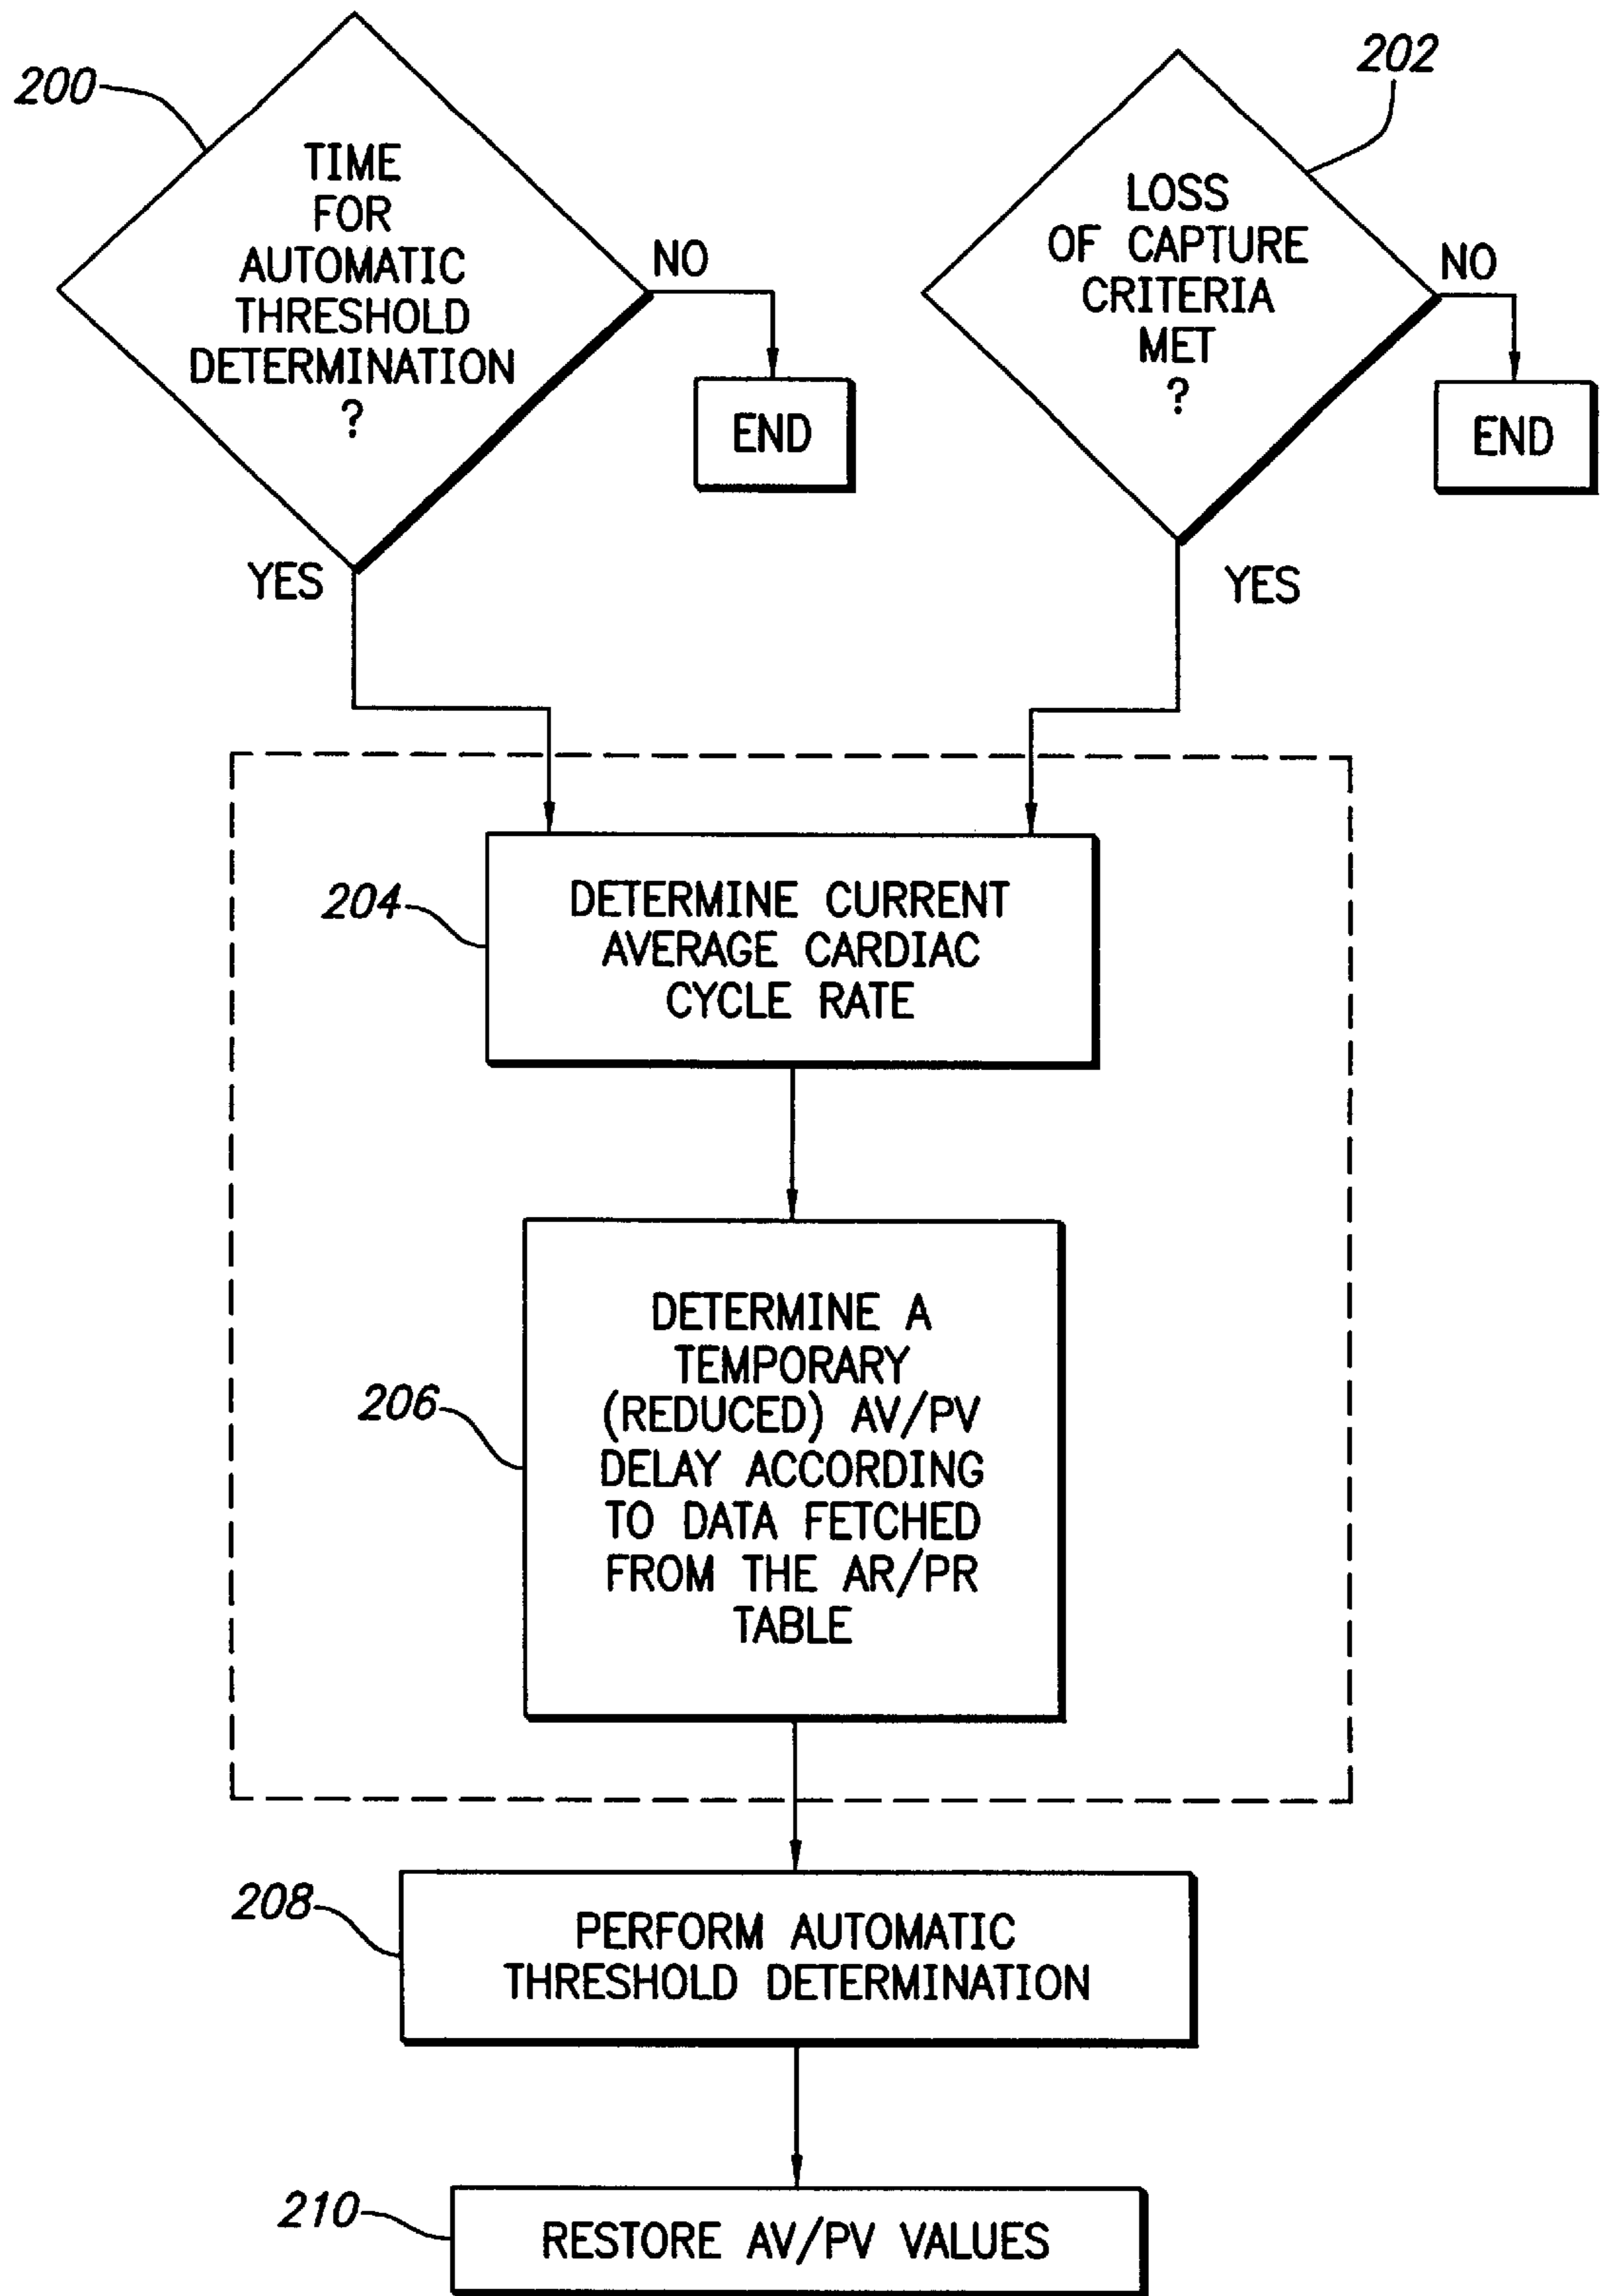 200
TIME
FOR
AUTOMATIC
THRESHOLD
DETERMINATION
?
NO
END
YES
202
LOSS
OF CAPTURE
CRITERIA
MET
?
NO
END
YES
204
DETERMINE CURRENT
AVERAGE CARDIAC
CYCLE RATE
206
DETERMINE A
TEMPORARY
(REDUCED) AV/PV
DELAY ACCORDING
TO DATA FETCHED
FROM THE AR/PR
TABLE
208
PERFORM AUTOMATIC
THRESHOLD DETERMINATION
210
RESTORE AV/PV VALUES